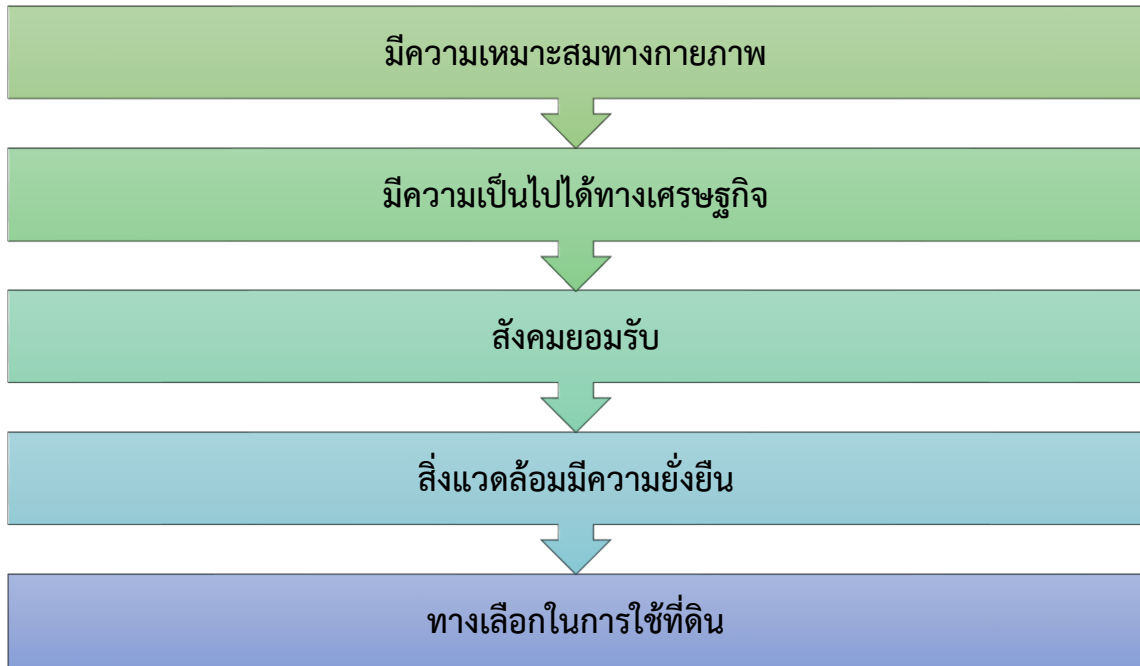 มีความเหมาะสมทางกายภาพ
มีความเป็นไปได้ทางเศรษฐกิจ
สังคมยอมรับ
สิ่งแวดล้อมมีความยั่งยืน
ทางเลือกในการใช้ที่ดิน